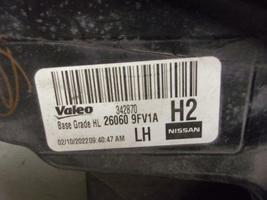 Valeo 342870 H2
Base Grade HL 26060 9FV1A
02/10/2022 09:40:47 AM LH NISSAN